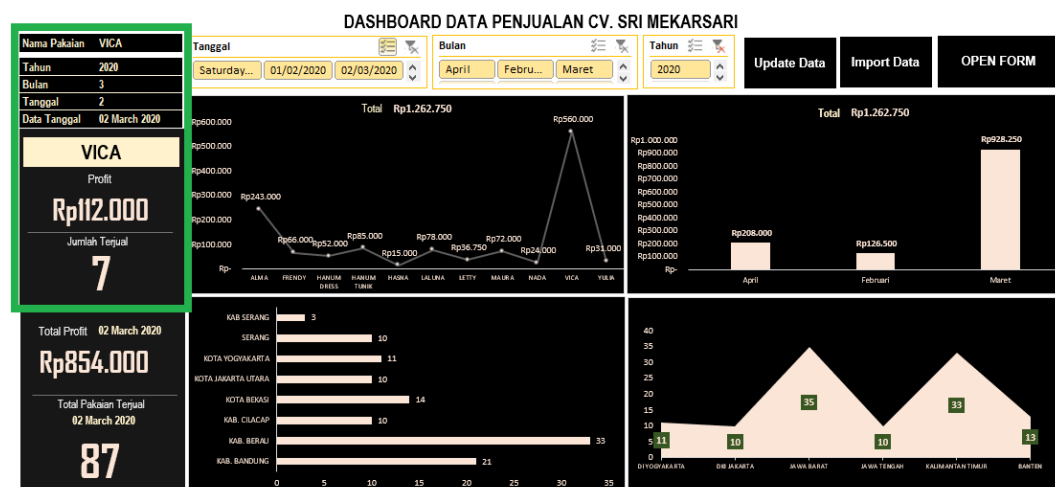 DASHBOARD DATA PENJUALAN CV. SRI MEKARSARI
Nama Pakaian VICA
Tahun 2020
Bulan 3
Tanggal 2
Data Tanggal 02 March 2020
VICA
Profit
Rp112.000
Jumlah Terjual
7
Total Profit 02 March 2020
Rp854.000
Total Pakaian Terjual
02 March 2020
87
Tanggal
Saturday... 01/02/2020 02/03/2020
Bulan
April Febru... Maret
Tahun
2020
Update Data
Import Data
OPEN FORM
Total Rp1.262.750
Rp600.000
Rp500.000
Rp400.000
Rp300.000
Rp200.000
Rp100.000
Rp-
Rp243.000
Rp66.000
Rp52.000
Rp85.000
Rp15.000
Rp78.000
Rp36.750
Rp72.000
Rp24.000
Rp560.000
Rp31.000
ALMA FRENDY HANUM DRESS HANUM TUNIK HASNA LALUNA LETTY MAURA NADA VICA YULIA
Total Rp1.262.750
Rp1.000.000
Rp900.000
Rp800.000
Rp700.000
Rp600.000
Rp500.000
Rp400.000
Rp300.000
Rp200.000
Rp100.000
Rp-
Rp208.000
Rp126.500
Rp928.250
April Februari Maret
KAB SERANG 3
SERANG 10
KOTA YOGYAKARTA 11
KOTA JAKARTA UTARA 10
KOTA BEKASI 14
KAB. CILACAP 10
KAB. BERAU 33
KAB. BANDUNG 21
0 5 10 15 20 25 30 35
40
35
30
25
20
15
10
5
0
11 10 35 10 33 13
DI YOGYAKARTA DIB JAKARTA JAWA BARAT JAWA TENGAH KALIMANTAN TIMUR BANTEN